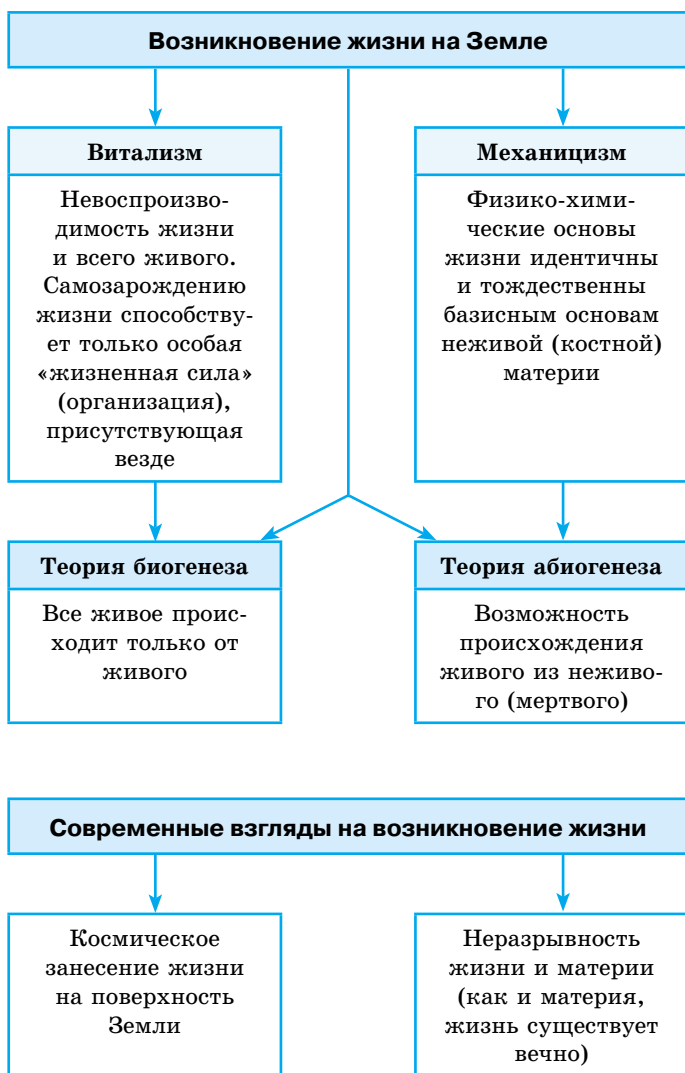 Возникновение жизни на Земле
Витализм
Невоспроизво-
димость жизни
и всего живого.
Самозарождению
жизни способству-
ет только особая
«жизненная сила»
(организация),
присутствующая
везде
Механицизм
Физико-хими-
ческие основы
жизни идентичны
и тождественны
базисным основам
неживой (костной)
материи
Теория биогенеза
Все живое проис-
ходит только от
живого
Теория абиогенеза
Возможность
происхождения
живого из неживо-
го (мертвого)
Современные взгляды на возникновение жизни
Космическое
занесение жизни
на поверхность
Земли
Неразрывность
жизни и материи
(как и материя,
жизнь существует
вечно)